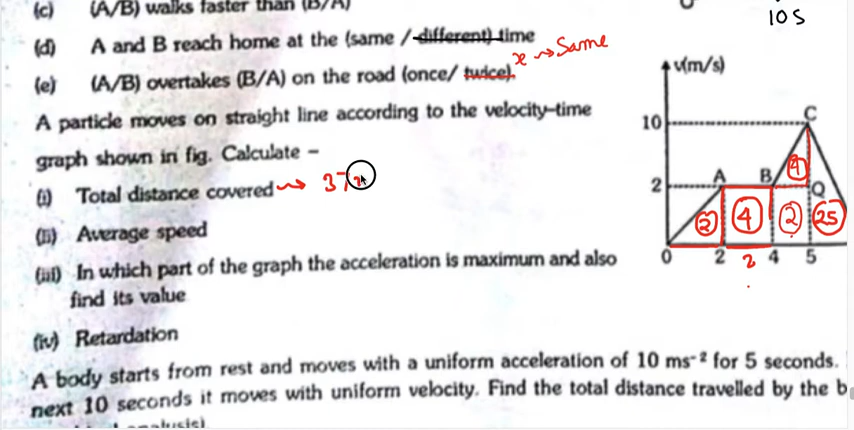 (c) (A/B) walks faster than (B/A)
10 S
(d) A and B reach home at the (same / different) time
x → Same
(e) (A/B) overtakes (B/A) on the road (once/ twice).
A particle moves on straight line according to the velocity-time
graph shown in fig. Calculate –
(i) Total distance covered → 37
(ii) Average speed
(iii) In which part of the graph the acceleration is maximum and also
find its value
(iv) Retardation
A body starts from rest and moves with a uniform acceleration of 10 ms⁻² for 5 seconds.
next 10 seconds it moves with uniform velocity. Find the total distance travelled by the b
v(m/s)
10 C
2 A B 4 Q
2 4 2 25
0 2 2 4 5